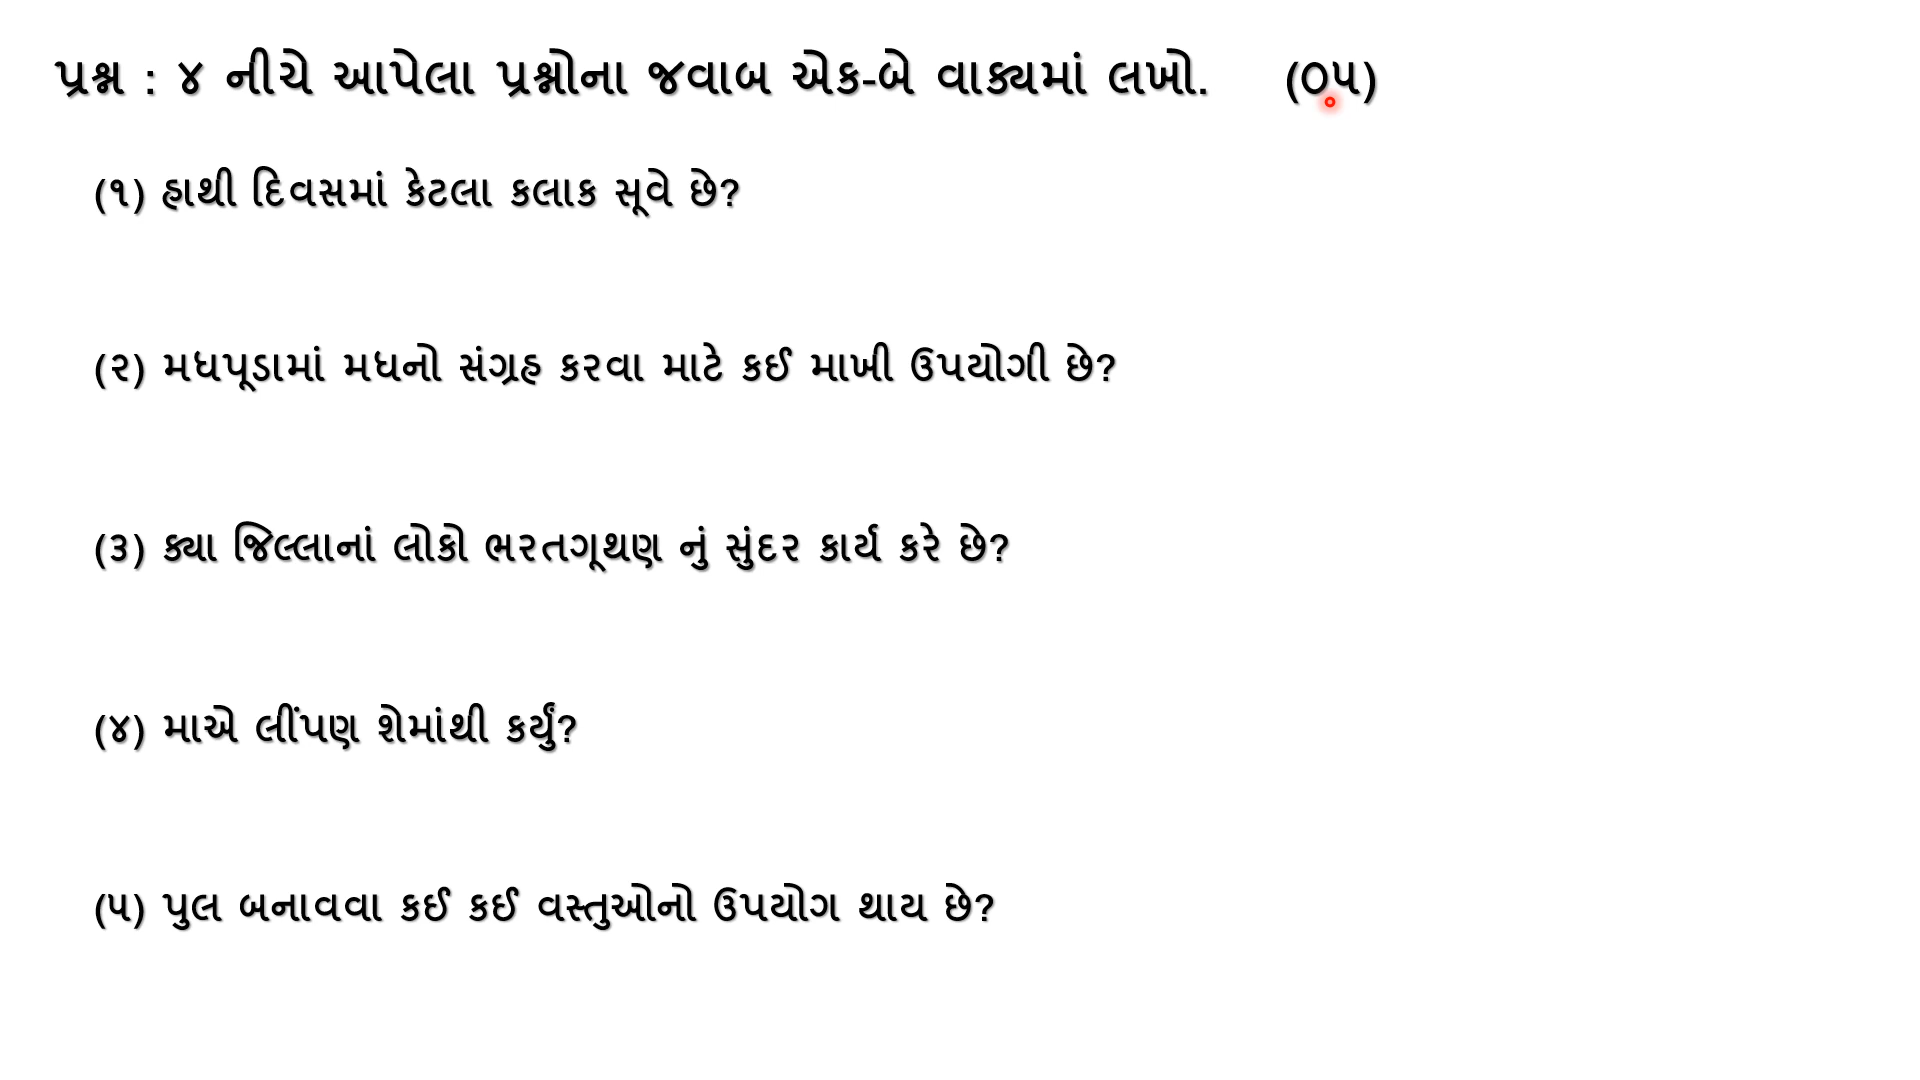 પ્રશ્ન : ૪ નીચે આપેલા પ્રશ્નોના જવાબ એક-બે વાક્યમાં લખો. (૦૫)
(૧) હાથી દિવસમાં કેટલા કલાક સૂવે છે?
(૨) મધપૂડામાં મધનો સંગ્રહ કરવા માટે કઈ માખી ઉપયોગી છે?
(૩) ક્યા જિલ્લાનાં લોકો ભરતગૂથણ નું સુંદર કાર્ય કરે છે?
(૪) માએ લીંપણ શેમાંથી કર્યું?
(૫) પુલ બનાવવા કઈ કઈ વસ્તુઓનો ઉપયોગ થાય છે?